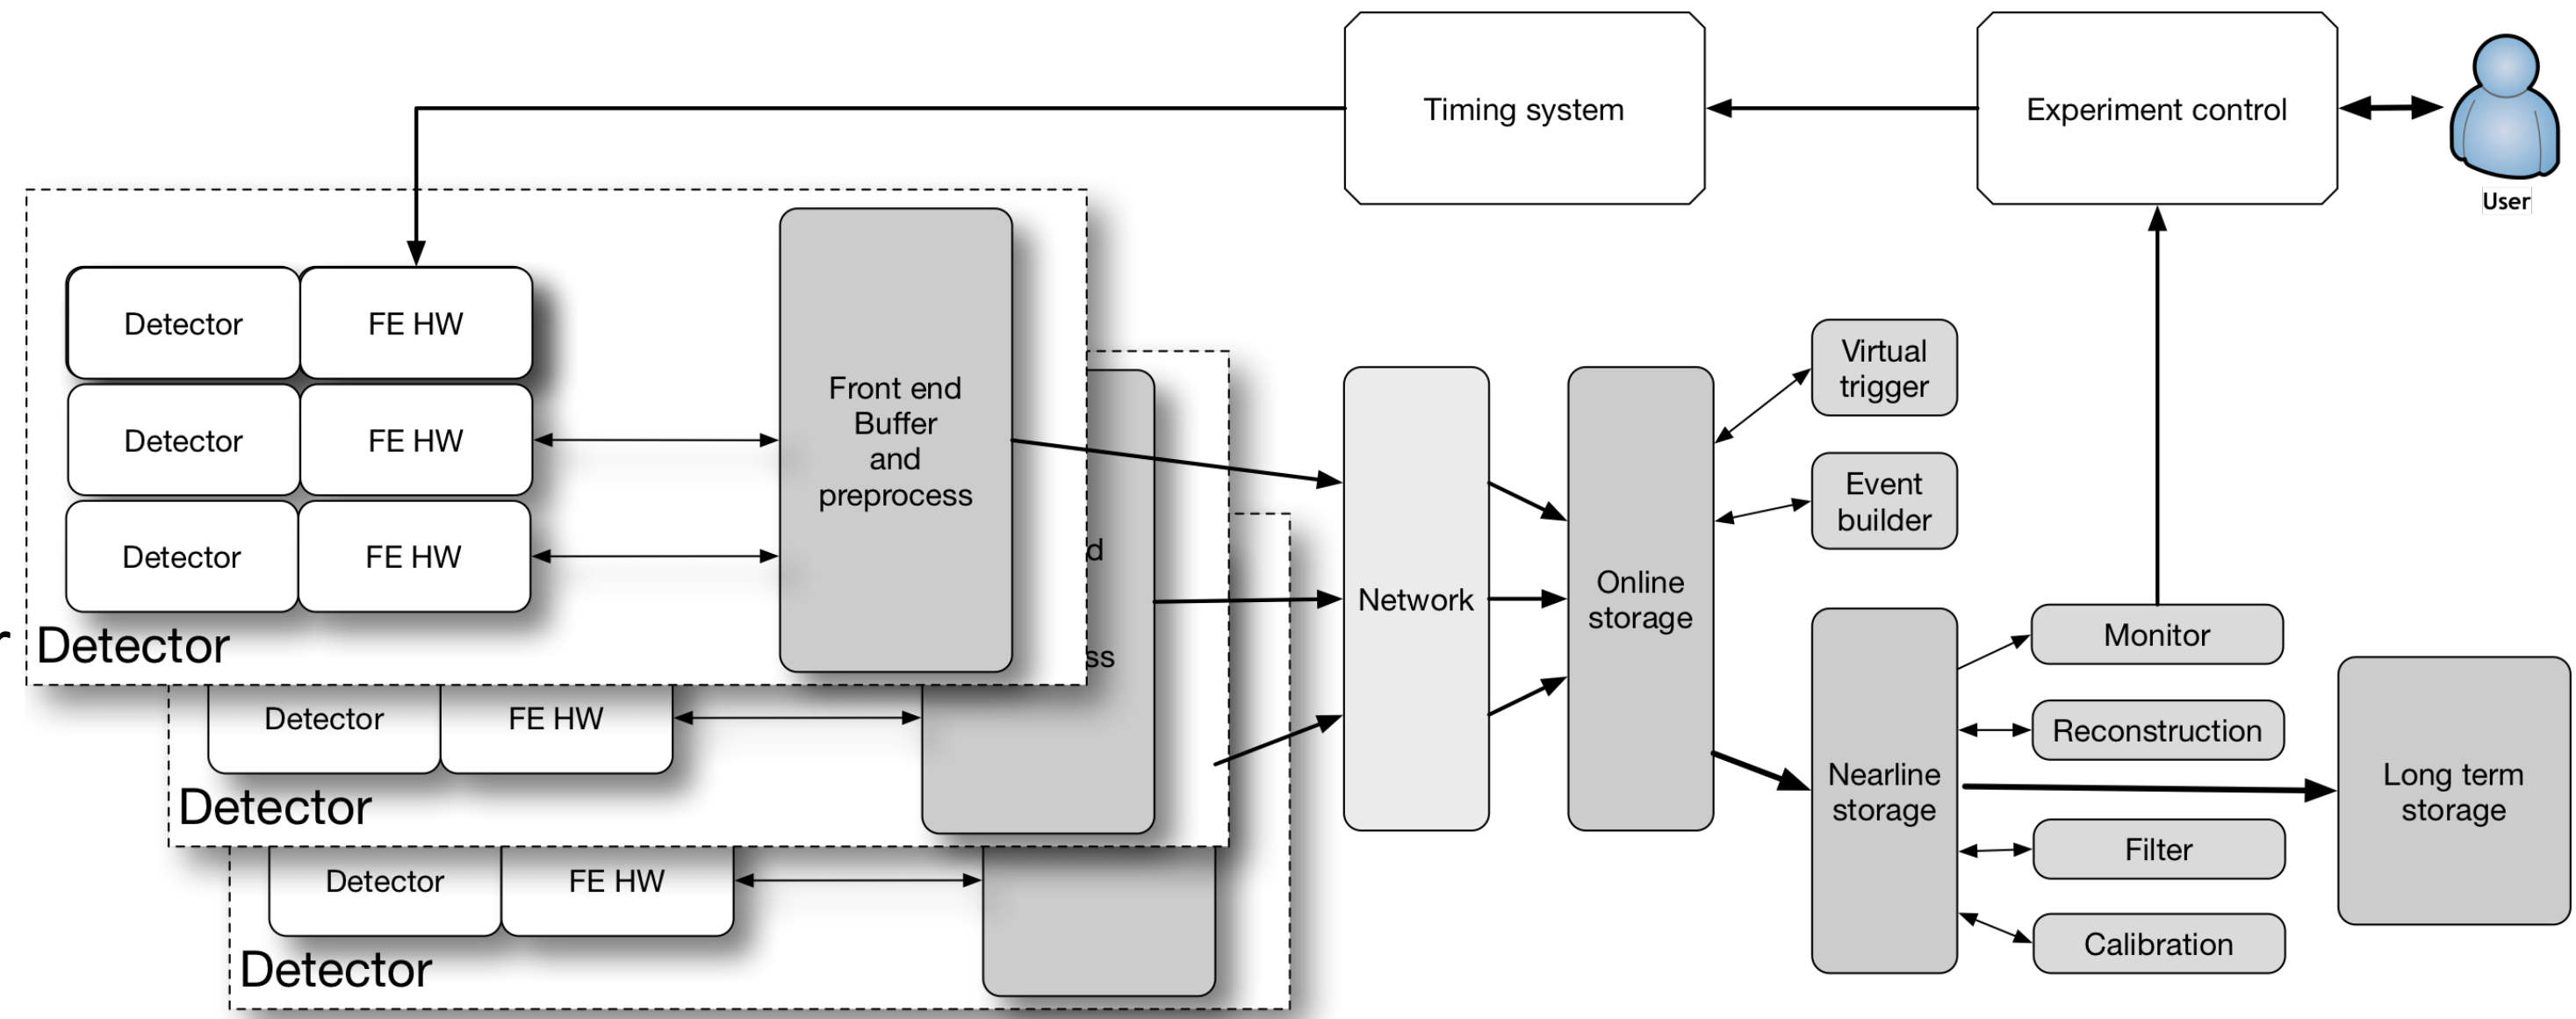 Timing system
Experiment control
User
Detector
FE HW
Detector
FE HW
Detector
FE HW
Front end
Buffer
and
preprocess
Detector
Detector
FE HW
Detector
Detector
FE HW
Detector
Network
Online
storage
Virtual
trigger
Event
builder
Nearline
storage
Monitor
Reconstruction
Filter
Calibration
Long term
storage